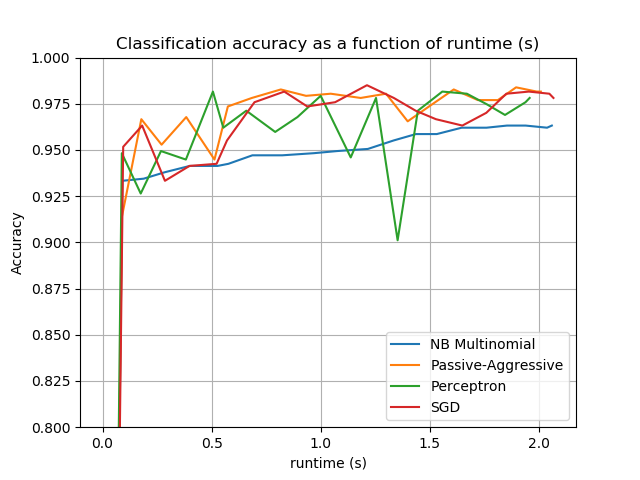 Classification accuracy as a function of runtime (s)
1.000
0.975
0.950
0.925
0.900
0.875
0.850
0.825
0.800
Accuracy
NB Multinomial
Passive-Aggressive
Perceptron
SGD
0.0 0.5 1.0 1.5 2.0
runtime (s)